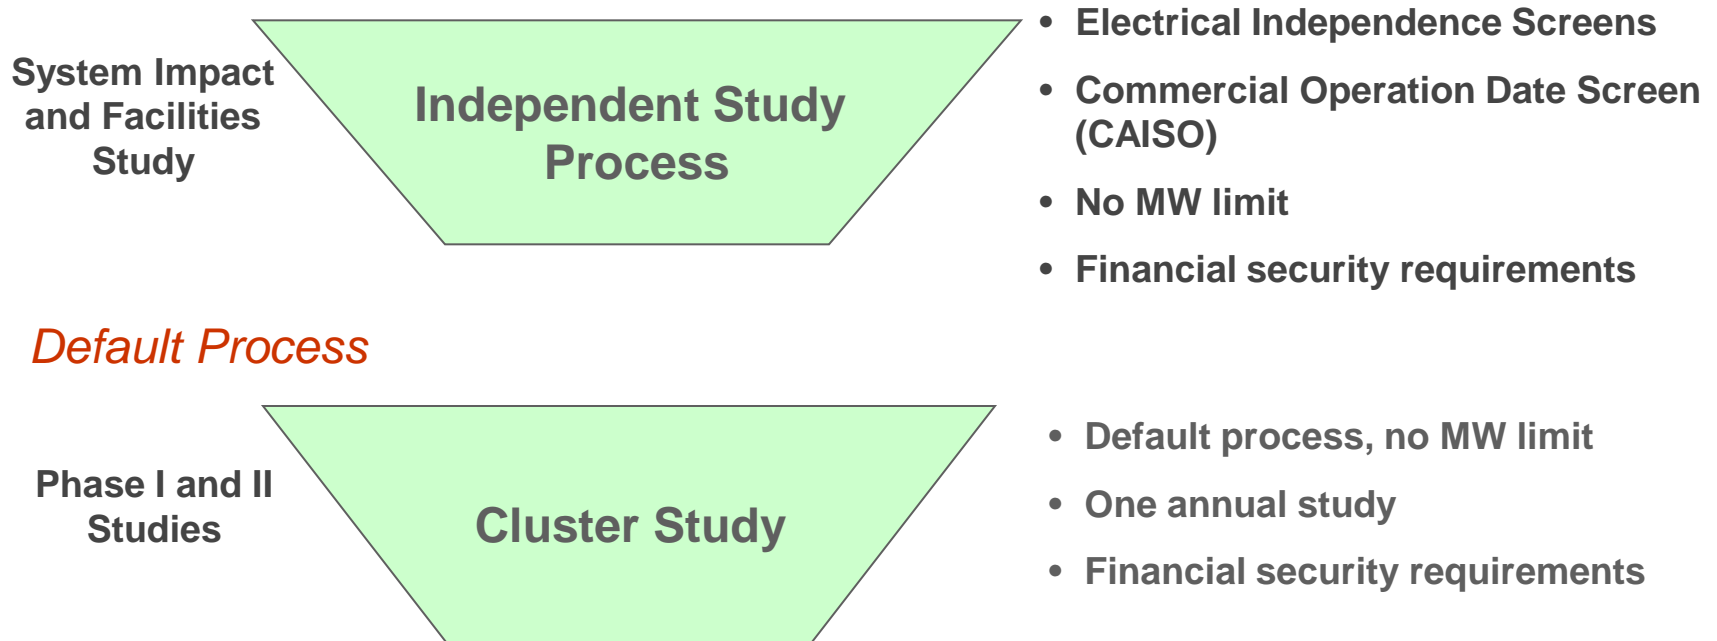 System Impact
and Facilities
Study
Independent Study
Process
• Electrical Independence Screens
• Commercial Operation Date Screen
(CAISO)
• No MW limit
• Financial security requirements
Default Process
Phase I and II
Studies
Cluster Study
• Default process, no MW limit
• One annual study
• Financial security requirements